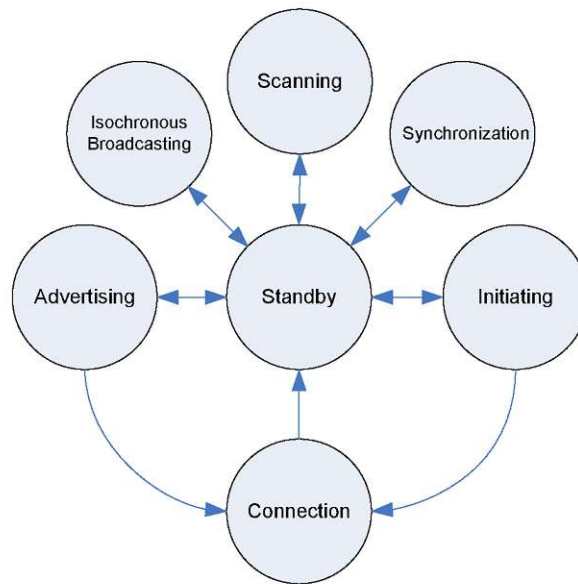 Scanning
Isochronous
Broadcasting
Synchronization
Advertising
Standby
Initiating
Connection